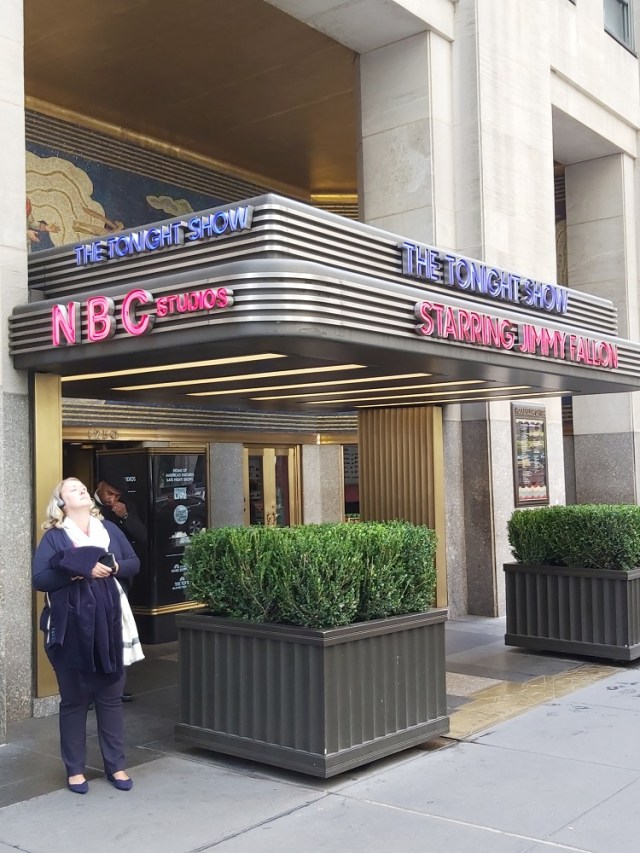 THE TONIGHT SHOW
NBC STUDIOS
THE TONIGHT SHOW
STARRING JIMMY FALLON